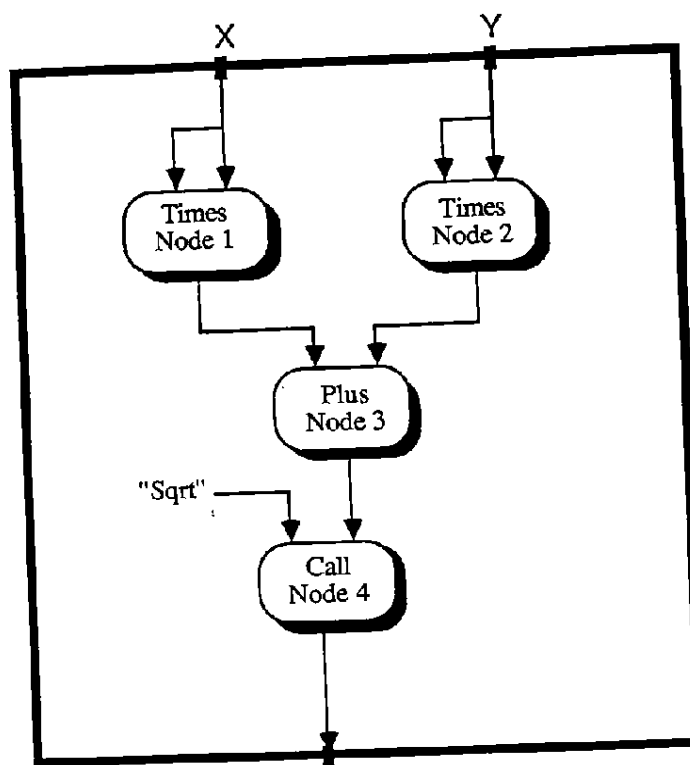 X
Y
Times
Node 1
Times
Node 2
Plus
Node 3
"Sqrt"
Call
Node 4